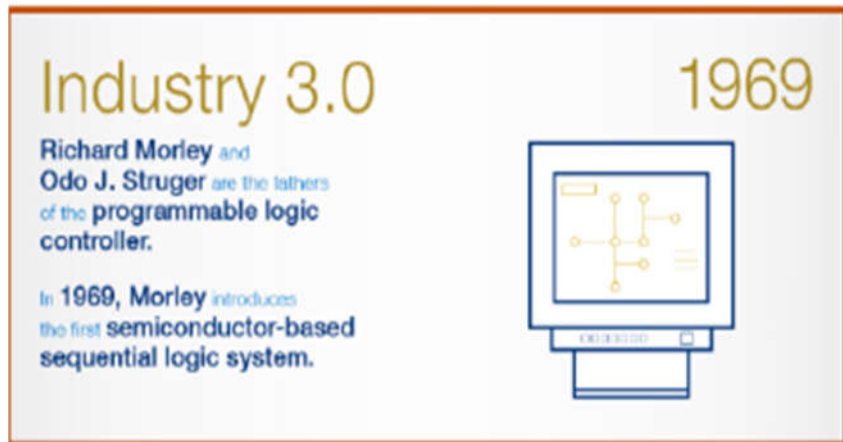 Industry 3.0
1969
Richard Morley and
Odo J. Struger are the fathers
of the programmable logic
controller.
In 1969, Morley introduces
the first semiconductor-based
sequential logic system.